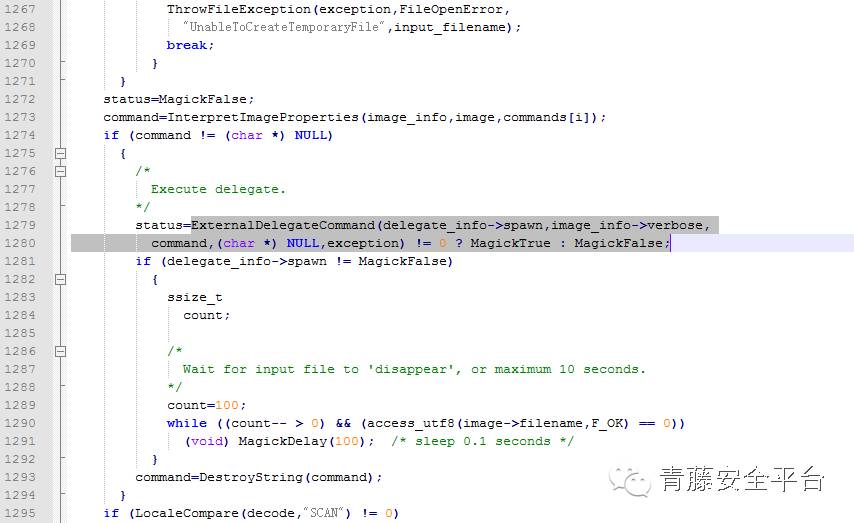 1267 ThrowFileException(exception,FileOpenError,
1268 "UnableToCreateTemporaryFile",input_filename);
1269 break;
1270 }
1271 }
1272 status=MagickFalse;
1273 command=InterpretImageProperties(image_info,image,commands[i]);
1274 if (command != (char *) NULL)
1275 {
1276 /*
1277 Execute delegate.
1278 */
1279 status=ExternalDelegateCommand(delegate_info->spawn,image_info->verbose,
1280 command,(char *) NULL,exception) != 0 ? MagickTrue : MagickFalse;
1281 if (delegate_info->spawn != MagickFalse)
1282 {
1283 ssize_t
1284 count;
1285
1286 /*
1287 Wait for input file to 'disappear', or maximum 10 seconds.
1288 */
1289 count=100;
1290 while ((count-- > 0) && (access_utf8(image->filename,F_OK) == 0))
1291 (void) MagickDelay(100); /* sleep 0.1 seconds */
1292 }
1293 command=DestroyString(command);
1294 }
1295 if (LocaleCompare(decode,"SCAN") != 0)
青藤安全平台